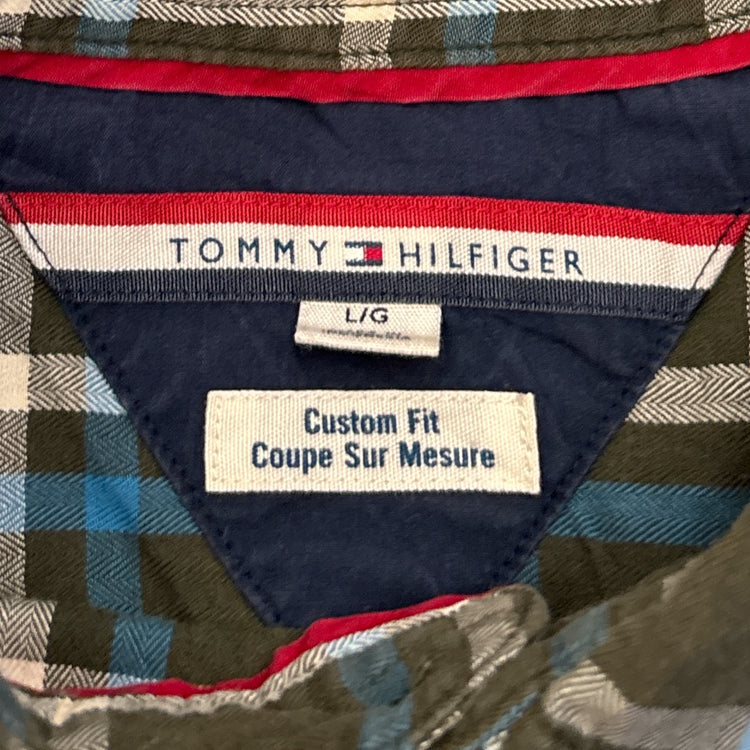 TOMMY HILFIGER
L/G
Custom Fit
Coupe Sur Mesure